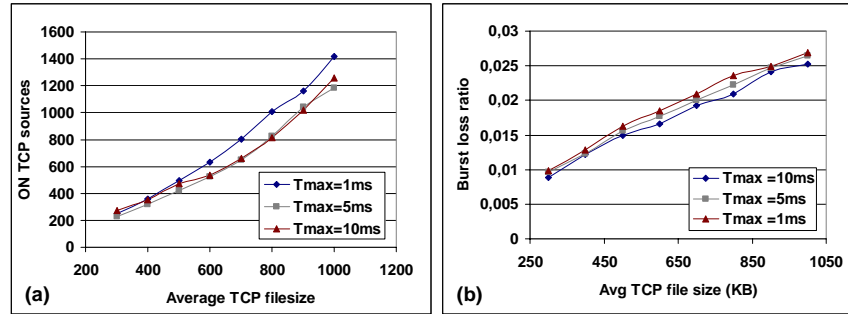 1600
1400
1200
1000
800
600
400
200
0
ON TCP sources
200 400 600 800 1000 1200
Average TCP filesize
Tmax=1ms
Tmax=5ms
Tmax=10ms
(a)
0,03
0,025
0,02
0,015
0,01
0,005
0
Burst loss ratio
250 450 650 850 1050
Avg TCP file size (KB)
Tmax =10ms
Tmax =5ms
Tmax =1ms
(b)